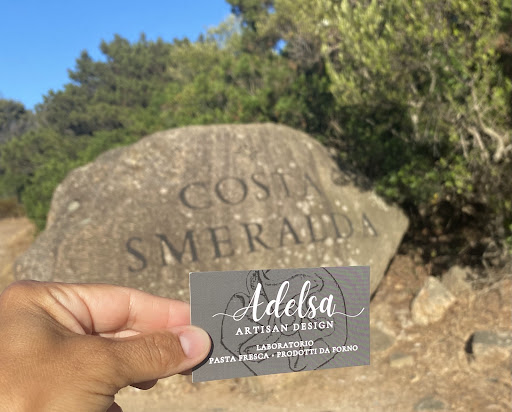 COSTA
SMERALDA
Adelsa
ARTISAN DESIGN
LABORATORIO
PASTA FRESCA • PRODOTTI DA FORNO